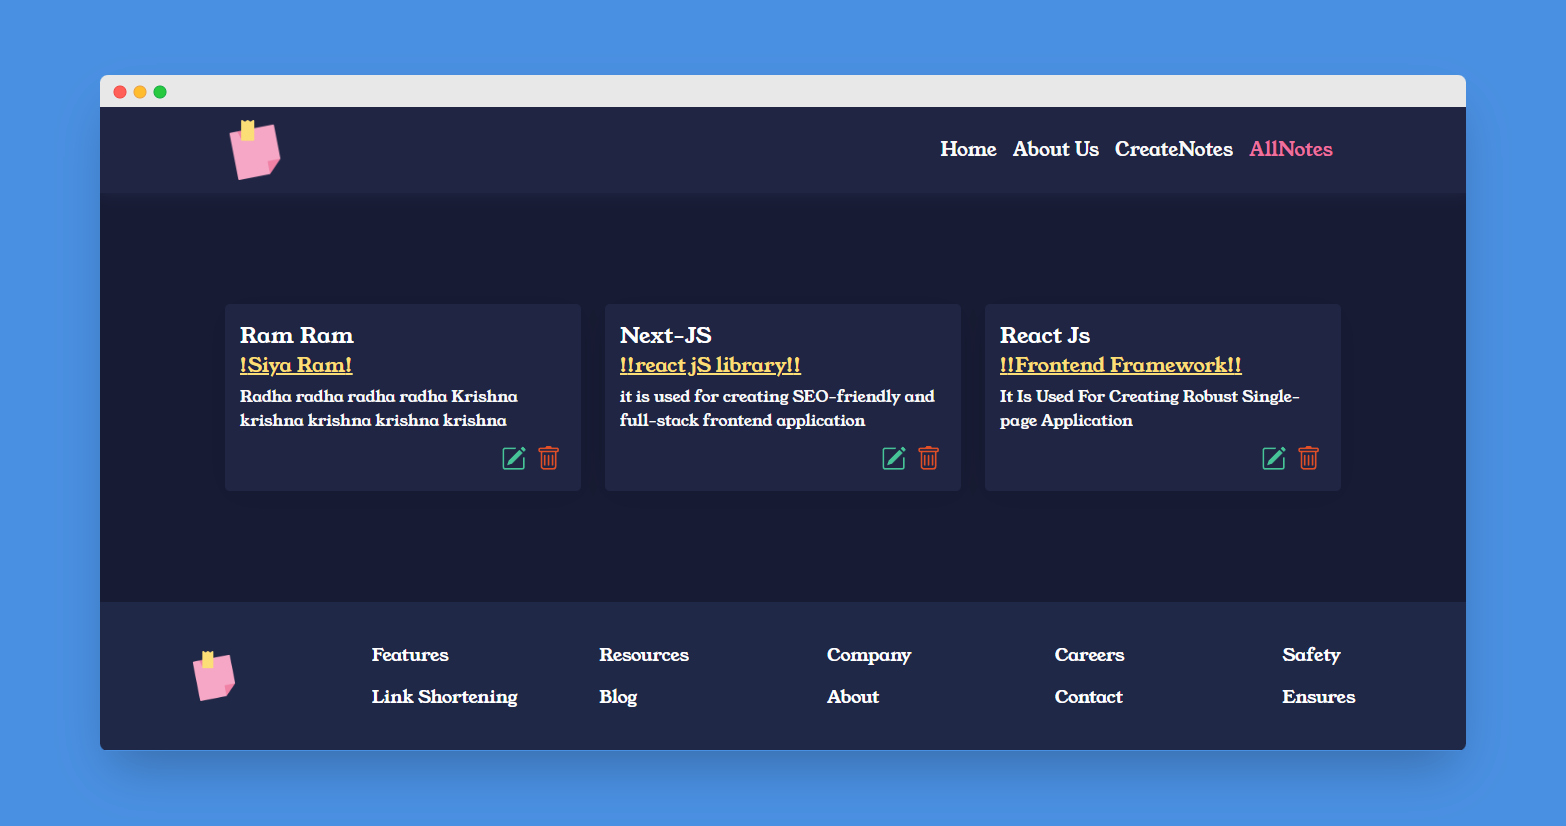 Home About Us CreateNotes AllNotes
Ram Ram
!Siya Ram!
Radha radha radha radha Krishna
krishna krishna krishna krishna
Next-JS
!!react jS library!!
it is used for creating SEO-friendly and
full-stack frontend application
React Js
!!Frontend Framework!!
It Is Used For Creating Robust Single-
page Application
Features Resources Company Careers Safety
Link Shortening Blog About Contact Ensures